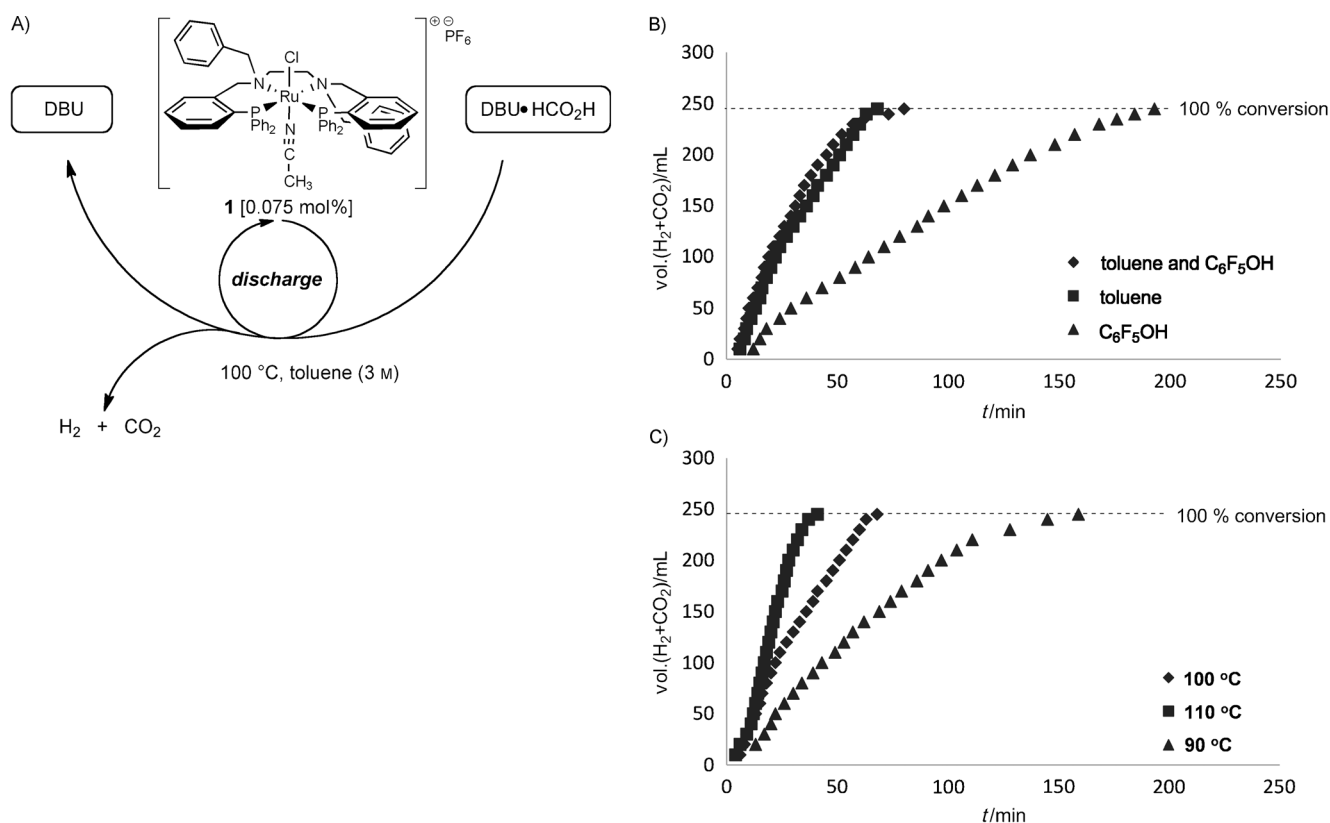 A)
⊕ ⊖
PF6
Cl
N
N
Ru
P
Ph2
P
Ph2
N
C
CH3
DBU
DBU• HCO2H
1 [0.075 mol%]
discharge
100 °C, toluene (3 M)
H2 + CO2
B)
vol.(H2+CO2)/mL
300
250
200
150
100
50
0
100 % conversion
toluene and C6F5OH
toluene
C6F5OH
0 50 100 150 200 250
t/min
C)
vol.(H2+CO2)/mL
300
250
200
150
100
50
0
100 % conversion
100 °C
110 °C
90 °C
0 50 100 150 200 250
t/min